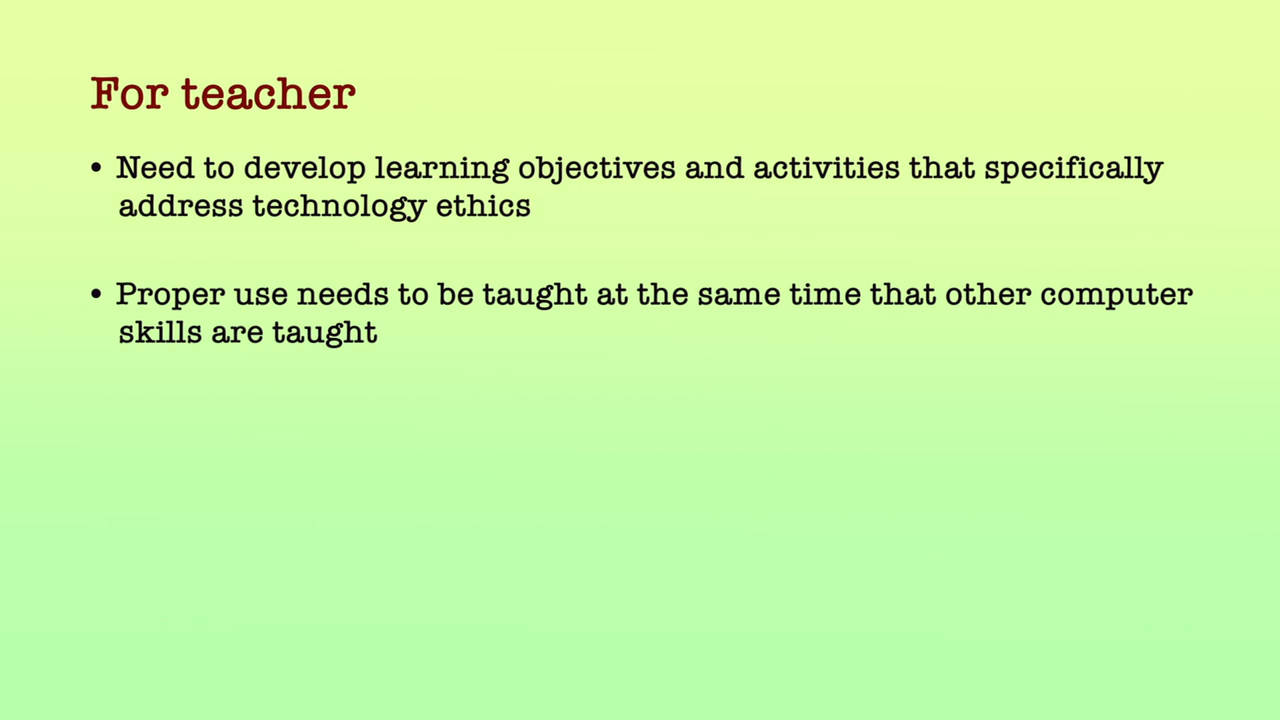 For teacher
• Need to develop learning objectives and activities that specifically
address technology ethics
• Proper use needs to be taught at the same time that other computer
skills are taught